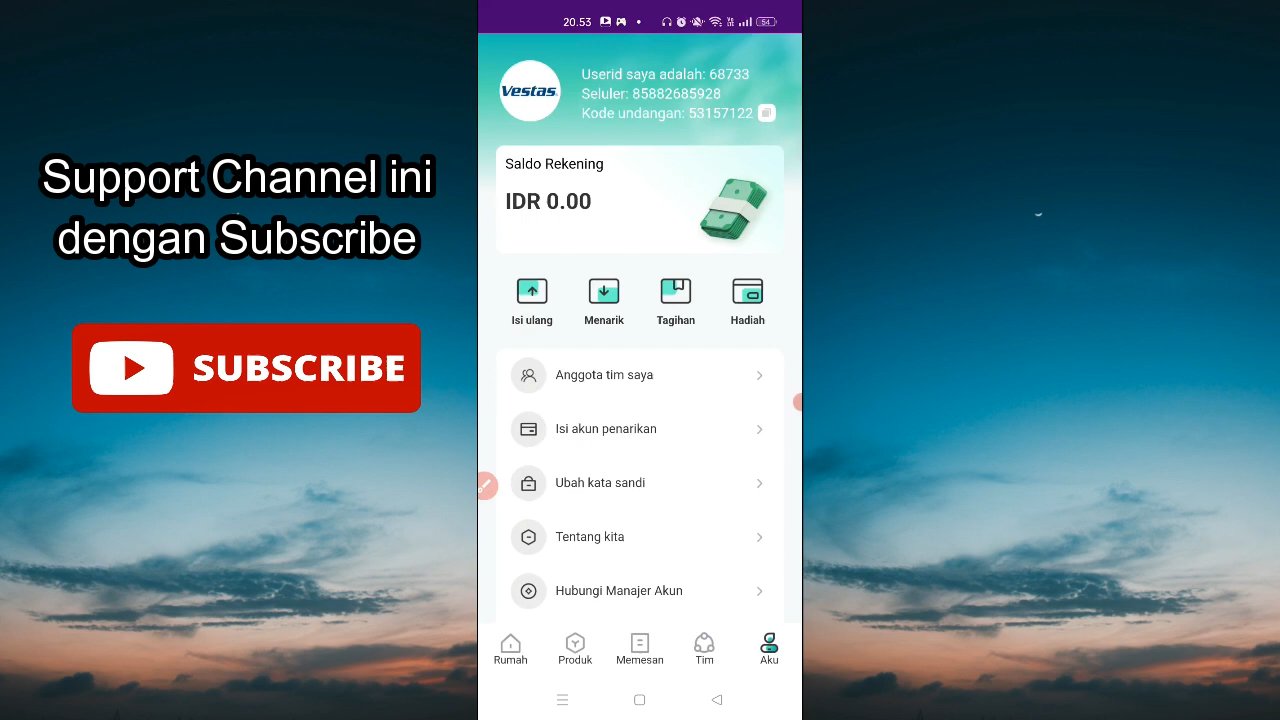 Support Channel ini
dengan Subscribe
SUBSCRIBE
20.53
54
Vestas
Userid saya adalah: 68733
Seluler: 85882685928
Kode undangan: 53157122
Saldo Rekening
IDR 0.00
Isi ulang
Menarik
Tagihan
Hadiah
Anggota tim saya
Isi akun penarikan
Ubah kata sandi
Tentang kita
Hubungi Manajer Akun
Rumah
Produk
Memesan
Tim
Aku